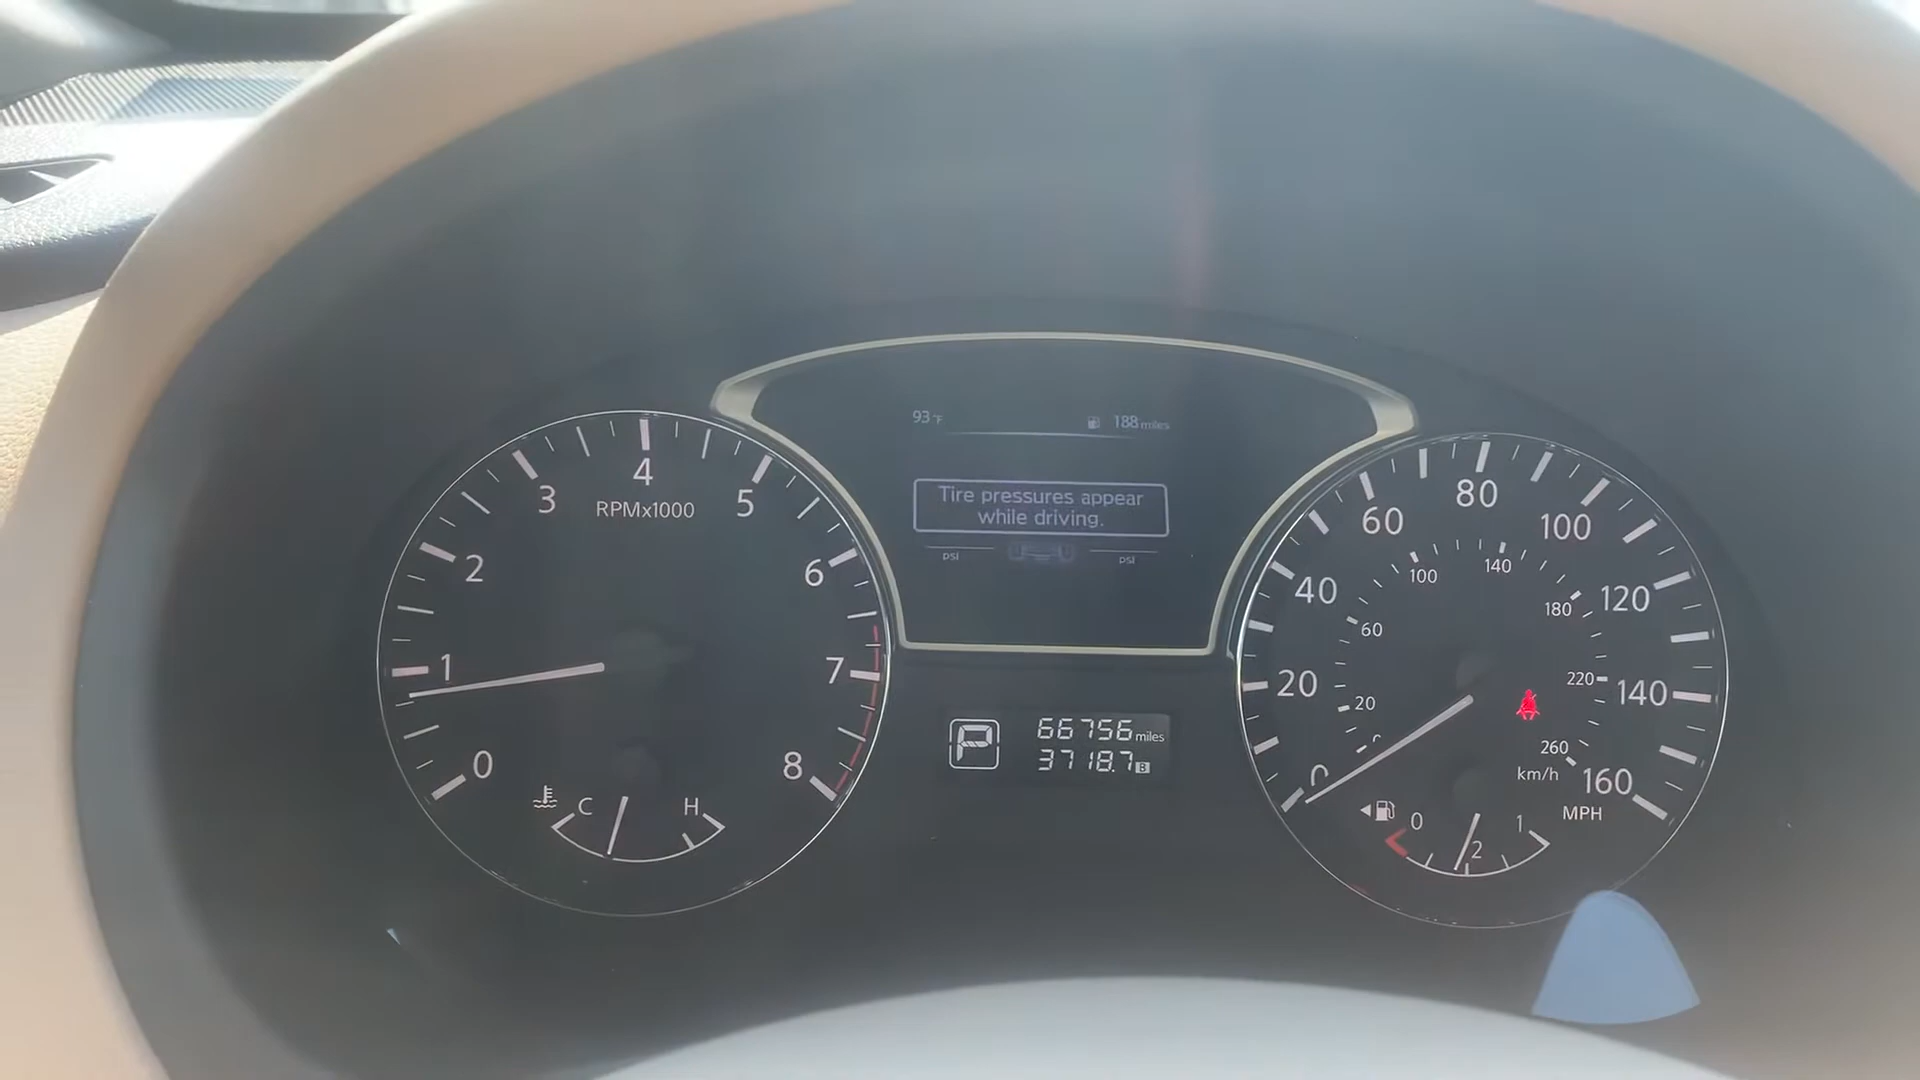 93°F 188 miles
Tire pressures appear
while driving.
psi psi
0 1 2 3 4 5 6 7 8
RPMx1000
C H
P
66756 miles
3718.7 B
0 20 40 60 80 100 120 140 160
MPH
0 20 60 100 140 180 220 260
km/h
0 1 2 1